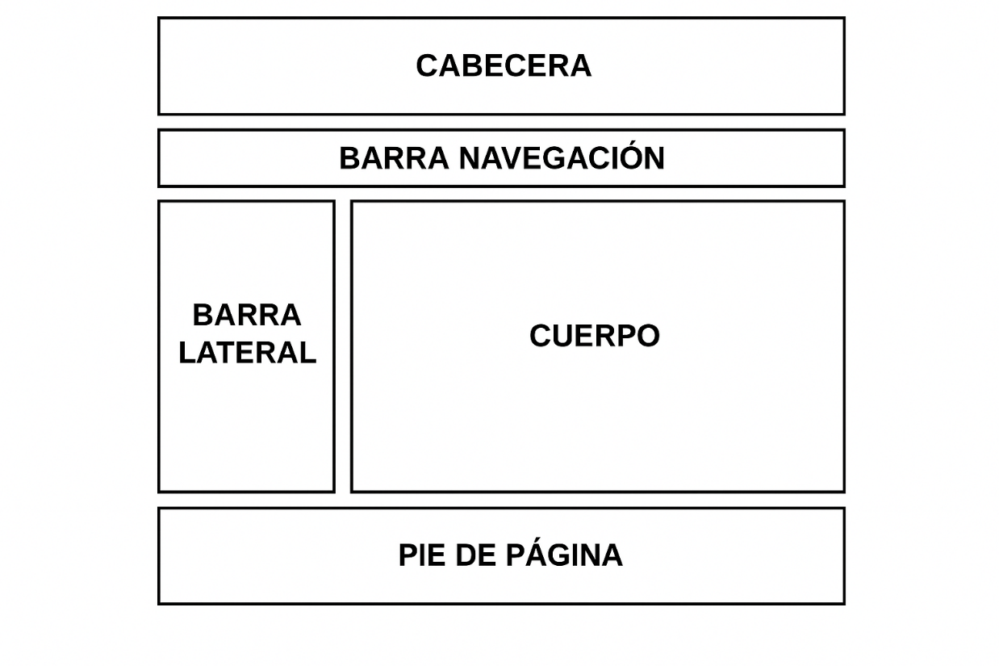 CABECERA
BARRA NAVEGACIÓN
BARRA
LATERAL
CUERPO
PIE DE PÁGINA